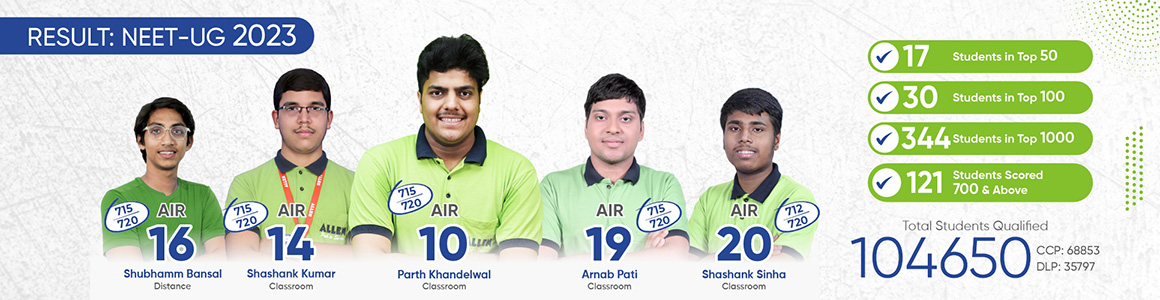 RESULT: NEET-UG 2023
715
720
AIR
16
Shubhamm Bansal
Distance
715
720
AIR
14
Shashank Kumar
Classroom
ALLEN
715
720
AIR
10
Parth Khandelwal
Classroom
AIR
715
720
19
Arnab Pati
Classroom
AIR
712
720
20
Shashank Sinha
Classroom
17 Students in Top 50
30 Students in Top 100
344 Students in Top 1000
121 Students Scored
700 & Above
Total Students Qualified
104650
CCP: 68853
DLP: 35797